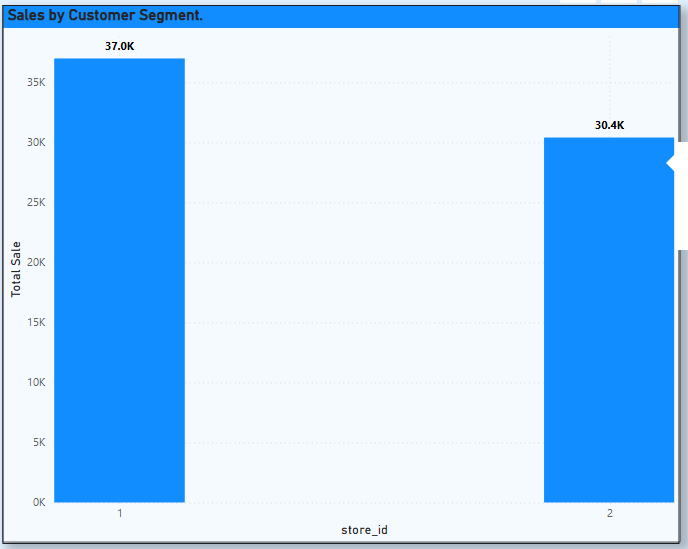 Sales by Customer Segment.
37.0K
30.4K
35K
30K
25K
20K
15K
10K
5K
0K
Total Sale
1
2
store_id